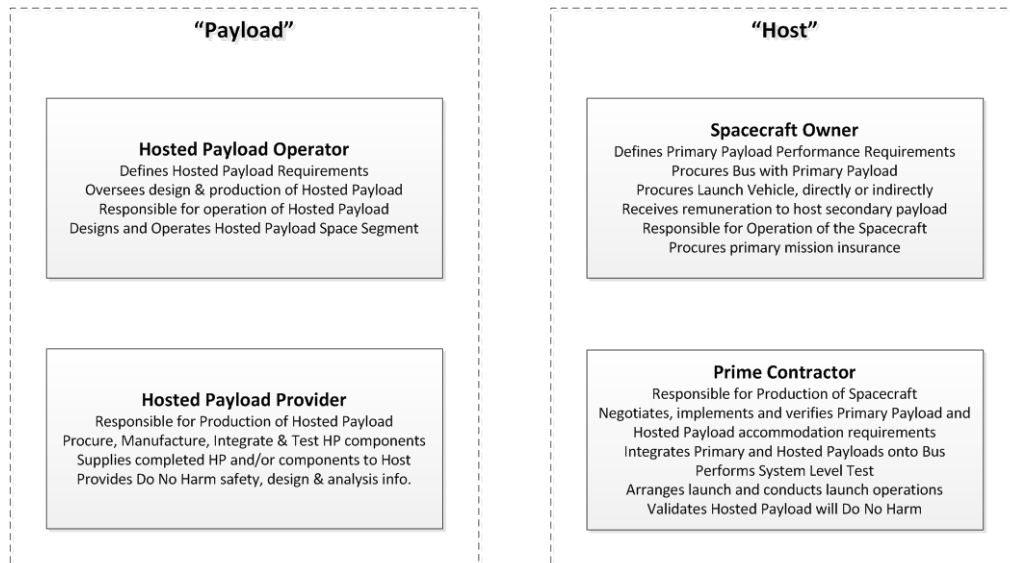 “Payload”
Hosted Payload Operator
Defines Hosted Payload Requirements
Oversees design & production of Hosted Payload
Responsible for operation of Hosted Payload
Designs and Operates Hosted Payload Space Segment
Hosted Payload Provider
Responsible for Production of Hosted Payload
Procure, Manufacture, Integrate & Test HP components
Supplies completed HP and/or components to Host
Provides Do No Harm safety, design & analysis info.
“Host”
Spacecraft Owner
Defines Primary Payload Performance Requirements
Procures Bus with Primary Payload
Procures Launch Vehicle, directly or indirectly
Receives remuneration to host secondary payload
Responsible for Operation of the Spacecraft
Procures primary mission insurance
Prime Contractor
Responsible for Production of Spacecraft
Negotiates, implements and verifies Primary Payload and
Hosted Payload accommodation requirements
Integrates Primary and Hosted Payloads onto Bus
Performs System Level Test
Arranges launch and conducts launch operations
Validates Hosted Payload will Do No Harm